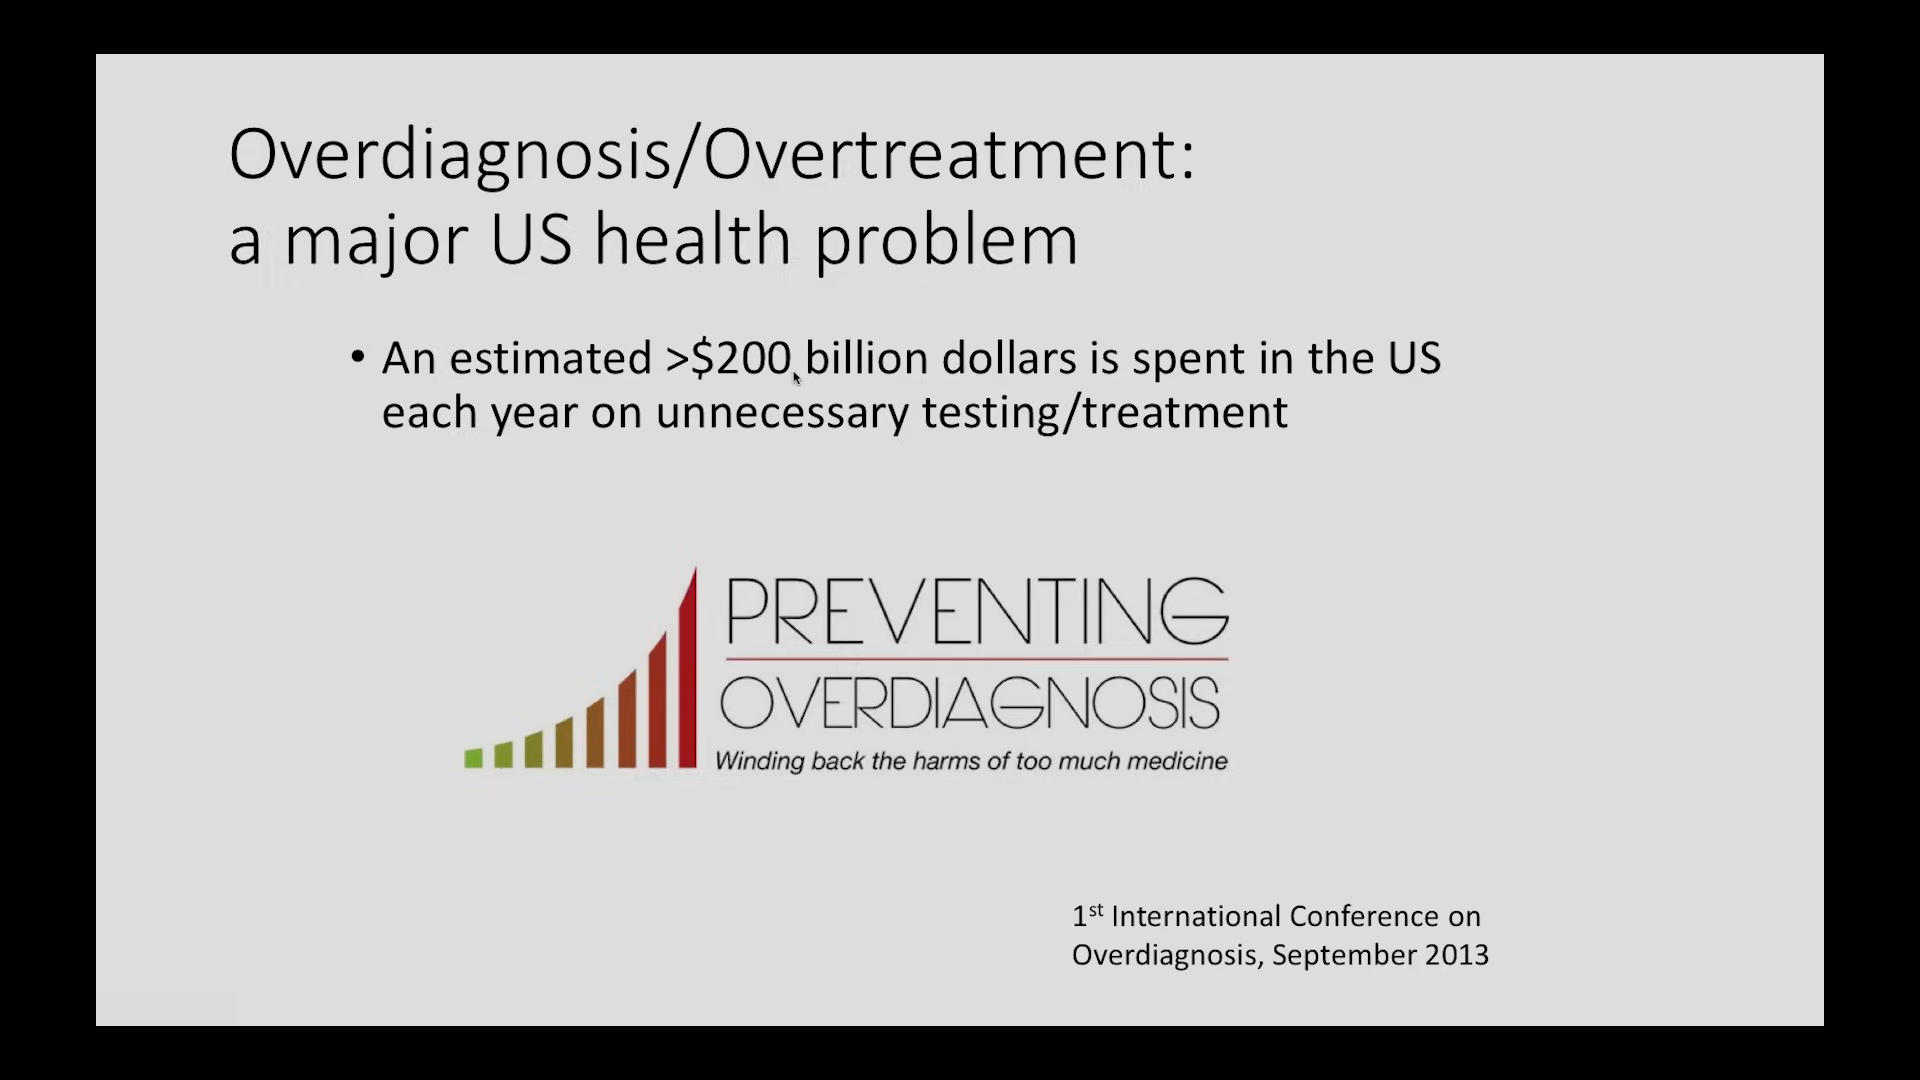 Overdiagnosis/Overtreatment:
a major US health problem
• An estimated >$200 billion dollars is spent in the US
each year on unnecessary testing/treatment
PREVENTING
OVERDIAGNOSIS
Winding back the harms of too much medicine
1st International Conference on
Overdiagnosis, September 2013